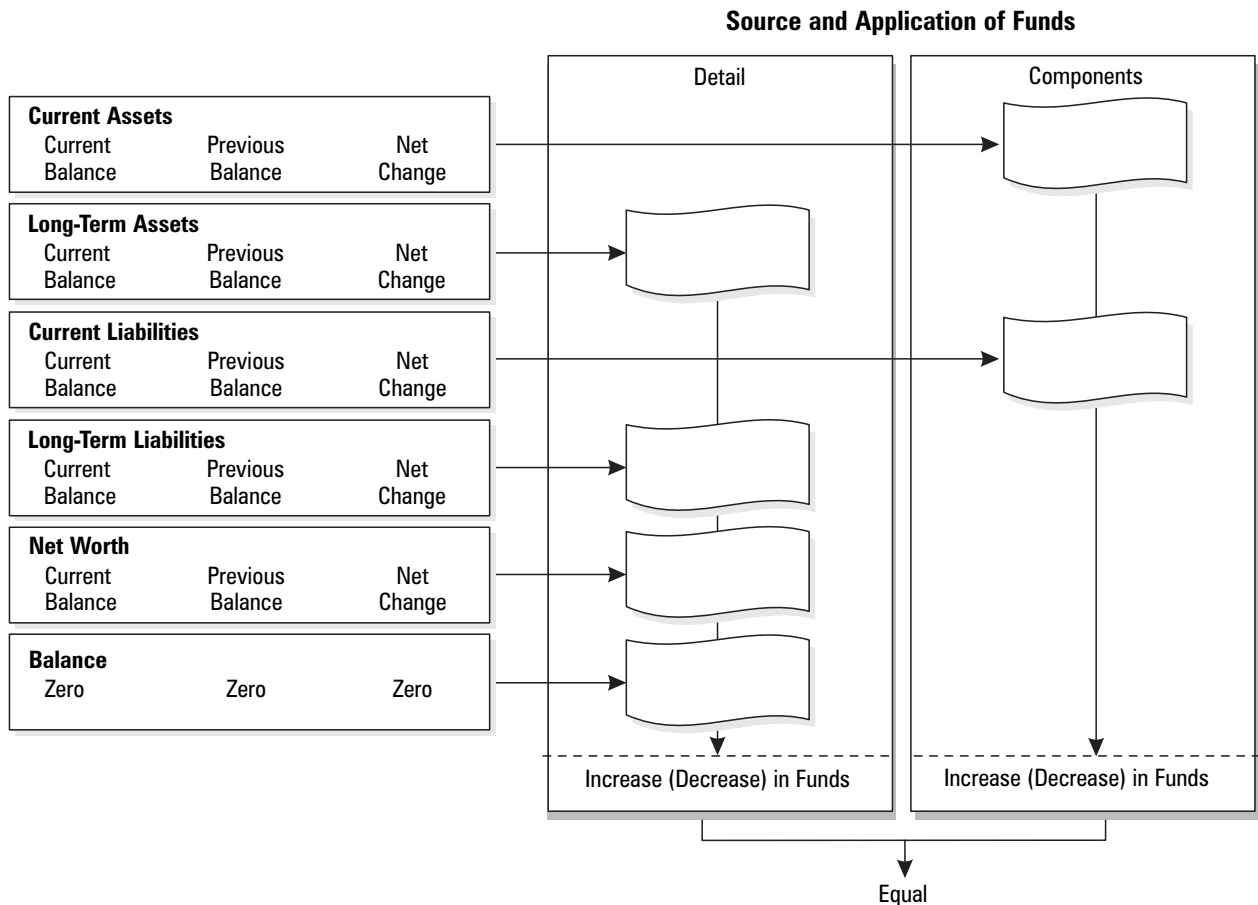 Source and Application of Funds
Detail
Components
Current Assets
Current Previous Net
Balance Balance Change
Long-Term Assets
Current Previous Net
Balance Balance Change
Current Liabilities
Current Previous Net
Balance Balance Change
Long-Term Liabilities
Current Previous Net
Balance Balance Change
Net Worth
Current Previous Net
Balance Balance Change
Balance
Zero Zero Zero
Increase (Decrease) in Funds
Increase (Decrease) in Funds
Equal